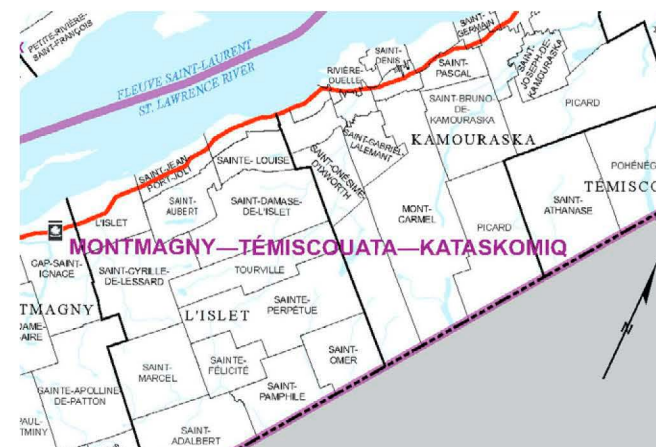 PETITE-RIVIÈRE-
SAINT-FRANÇOIS
X
FLEUVE SAINT-LAURENT
ST. LAWRENCE RIVER
SAINT-
GERMAIN
SAINT-
DENIS
RIVIÈRE-
OUELLE
SAINT-
PASCAL
SAINT-
JOSEPH-DE-
KAMOURASKA
SAINT-BRUNO-
DE-
KAMOURASKA
PICARD
SAINT-GABRIEL-
LALEMANT
KAMOURASKA
SAINT-JEAN-
PORT-JOLI
SAINTE- LOUISE
SAINT-ONÉSIME-
D'IXWORTH
POHÉNÉG
TÉMISCO
L'ISLET
SAINT-
AUBERT
SAINT-DAMASE-
DE-L'ISLET
MONT-
CARMEL
PICARD
SAINT-
ATHANASE
MONTMAGNY—TÉMISCOUATA—KATASKOMIQ
CAP-SAINT-
IGNACE
SAINT-CYRILLE-
DE-LESSARD
TOURVILLE
TMAGNY
L'ISLET
SAINTE-
PERPÉTUE
DAME-
AIRE
N
SAINT-
MARCEL
SAINTE-
FÉLICITÉ
SAINT-
OMER
SAINTE-APOLLINE-
DE-PATTON
SAINT-
PAMPHILE
PAUL-
TMINY
SAINT-
ADALBERT